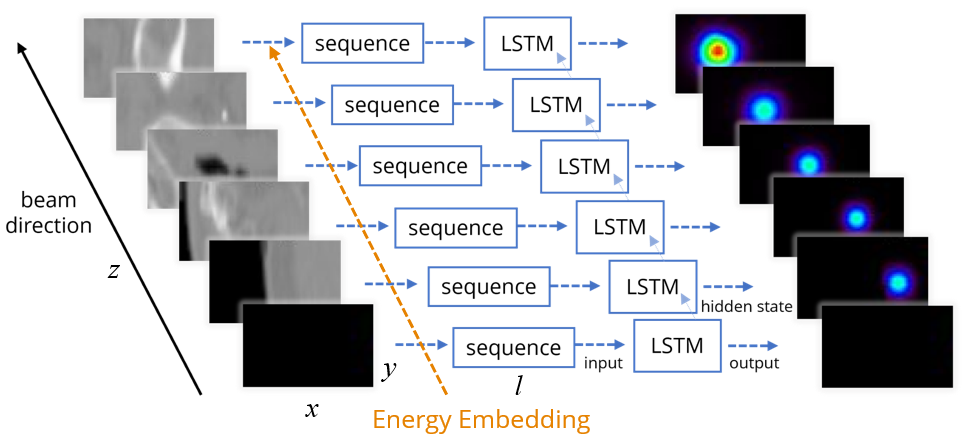 sequence
LSTM
sequence
LSTM
sequence
LSTM
beam
direction
sequence
LSTM
z
sequence
LSTM
hidden state
sequence
input
LSTM
output
y
l
x
Energy Embedding